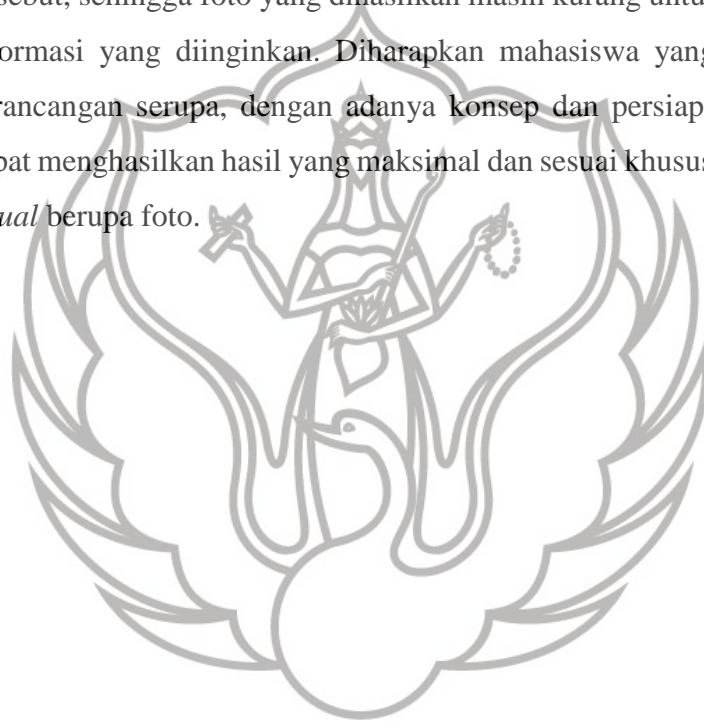 sebut, sehingga foto yang dihasilkan masih kurang untu
ormasi yang diinginkan. Diharapkan mahasiswa yang
rancangan serupa, dengan adanya konsep dan persiap
pat menghasilkan hasil yang maksimal dan sesuai khusus
ual berupa foto.